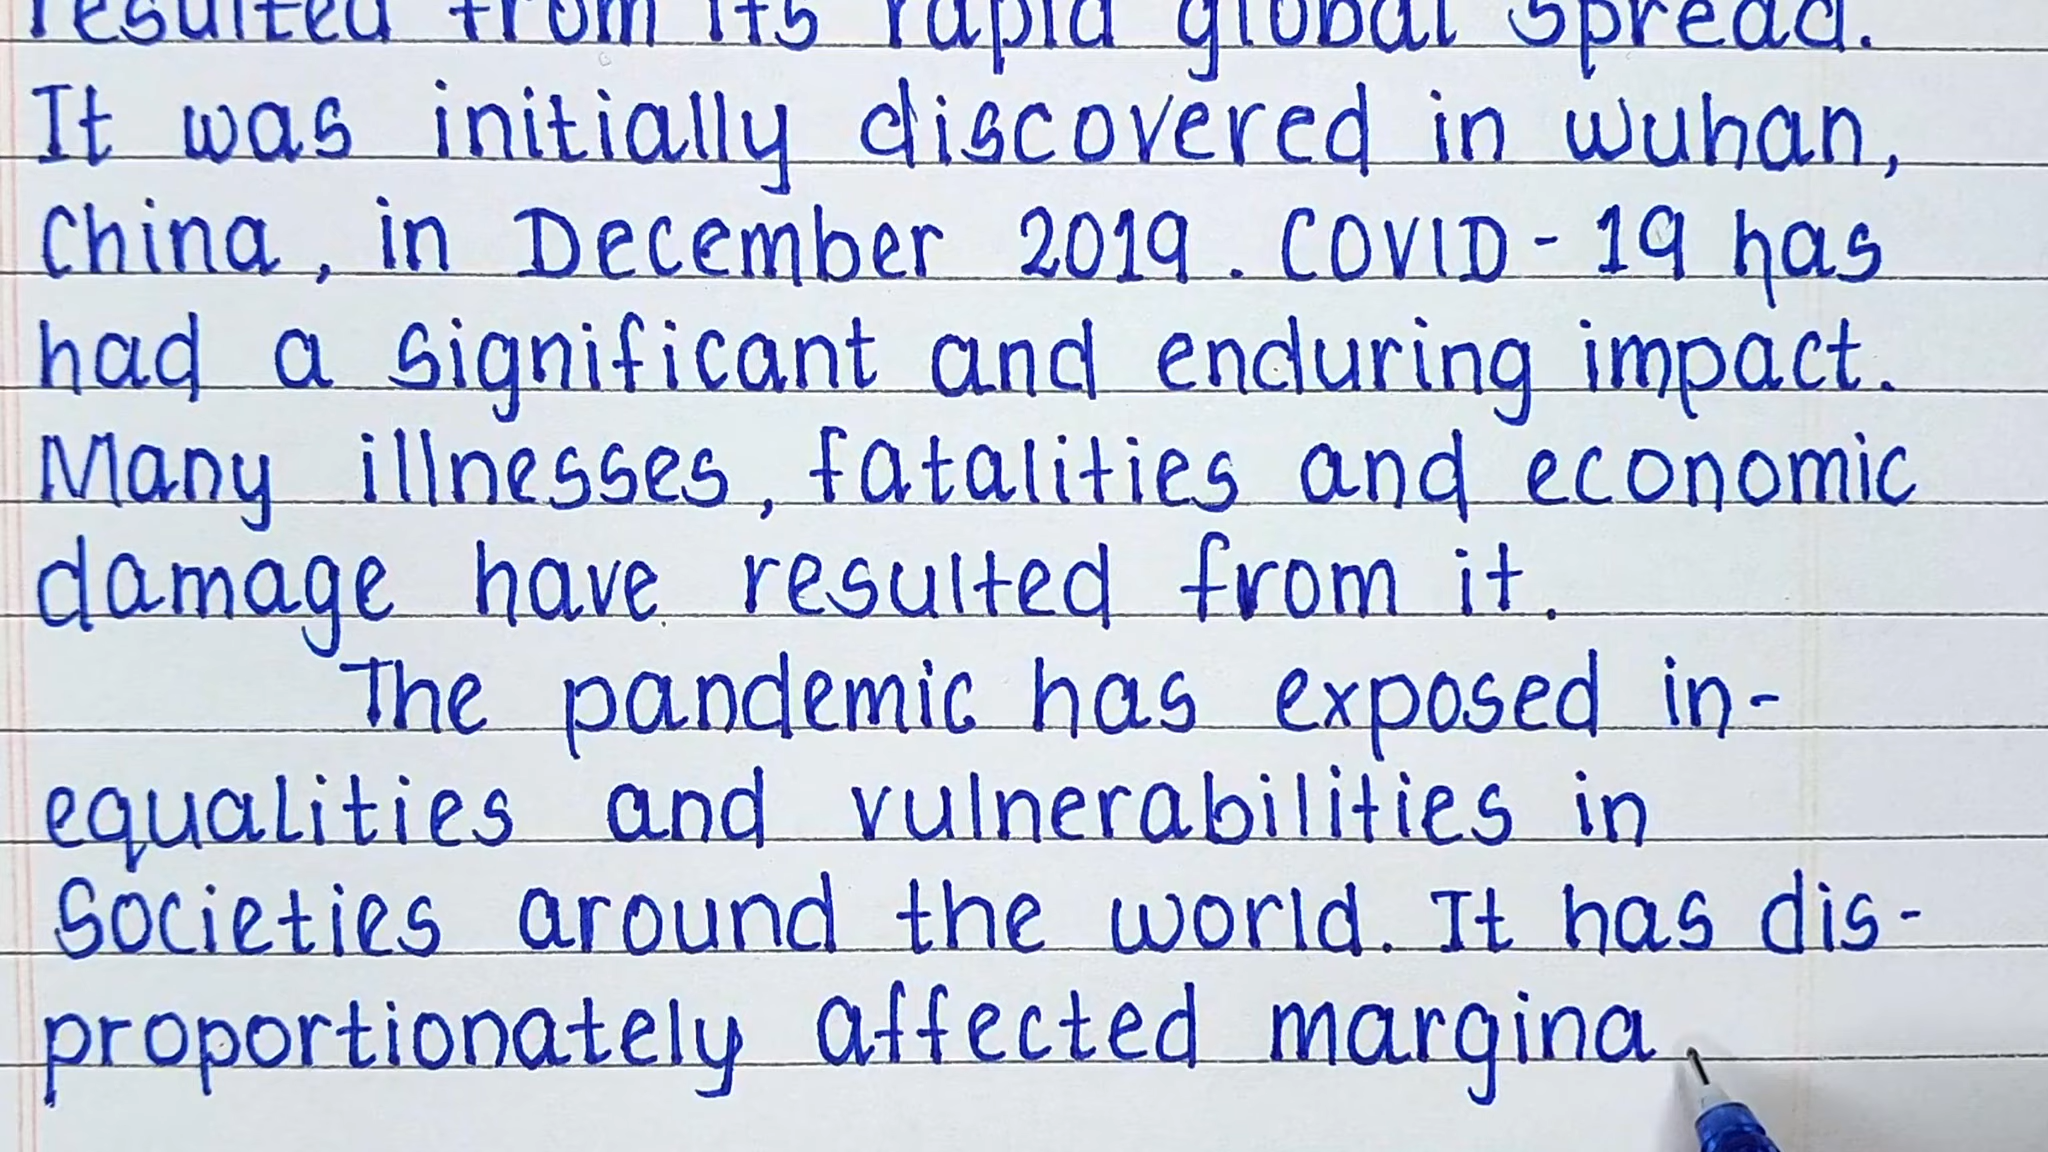 resulted from its rapid global spread.
It was initially discovered in wuhan,
China, in December 2019. COVID-19 has
had a significant and enduring impact.
Many illnesses, fatalities and economic
damage have resulted from it.
The pandemic has exposed in-
equalities and vulnerabilities in
Societies around the world. It has dis-
proportionately affected margina